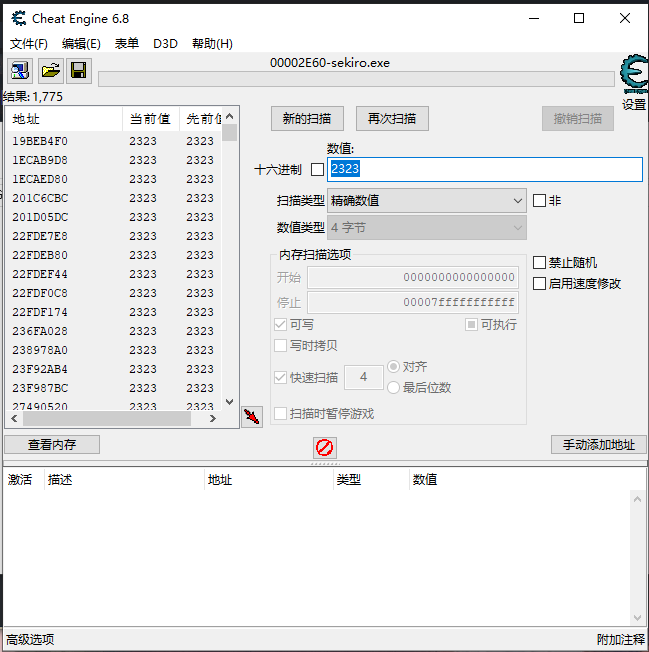 Cheat Engine 6.8
文件(F) 编辑(E) 表单 D3D 帮助(H)
00002E60-sekiro.exe
结果: 1,775
设置
地址 当前值 先前值
19BEB4F0 2323 2323
1ECAB9D8 2323 2323
1ECAED80 2323 2323
201C6CBC 2323 2323
201D05DC 2323 2323
22FDE7E8 2323 2323
22FDEB80 2323 2323
22FDEF44 2323 2323
22FDF0C8 2323 2323
22FDF174 2323 2323
236FA028 2323 2323
238978A0 2323 2323
23F92AB4 2323 2323
23F987BC 2323 2323
27490520 2323 2323
新的扫描 再次扫描 撤销扫描
数值:
十六进制 2323
扫描类型 精确数值 非
数值类型 4 字节
内存扫描选项
开始 0000000000000000
停止 00007fffffffffff
可写 可执行
写时拷贝
快速扫描 4 对齐
最后位数
扫描时暂停游戏
禁止随机
启用速度修改
查看内存 手动添加地址
激活 描述 地址 类型 数值
高级选项 附加注释